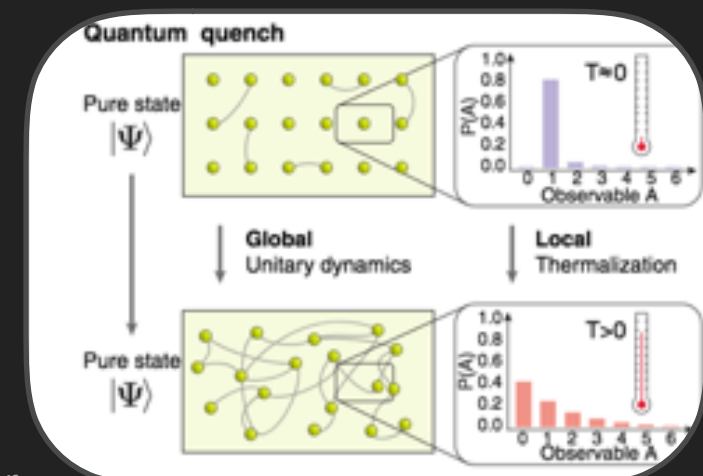 Quantum quench
Pure state
|Ψ⟩
1.0
0.8
0.6
0.4
0.2
0.0
P(A)
T≈0
0 1 2 3 4 5 6
Observable A
Global
Unitary dynamics
Local
Thermalization
Pure state
|Ψ⟩
1.0
0.8
0.6
0.4
0.2
0.0
P(A)
T>0
0 1 2 3 4 5 6
Observable A